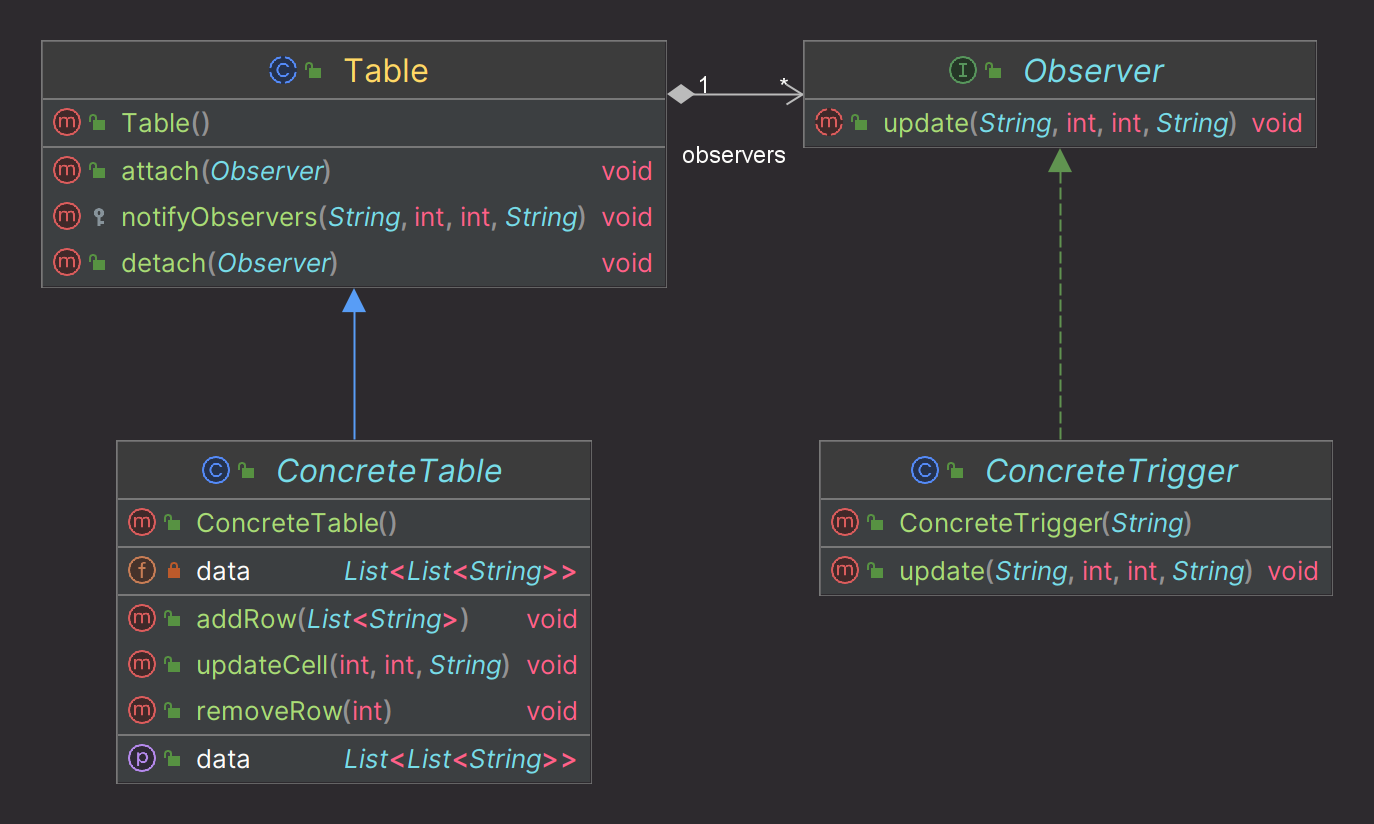 Table
Table()
attach(Observer) void
notifyObservers(String, int, int, String) void
detach(Observer) void
1 *
observers
Observer
update(String, int, int, String) void
ConcreteTable
ConcreteTable()
data List<List<String>>
addRow(List<String>) void
updateCell(int, int, String) void
removeRow(int) void
data List<List<String>>
ConcreteTrigger
ConcreteTrigger(String)
update(String, int, int, String) void